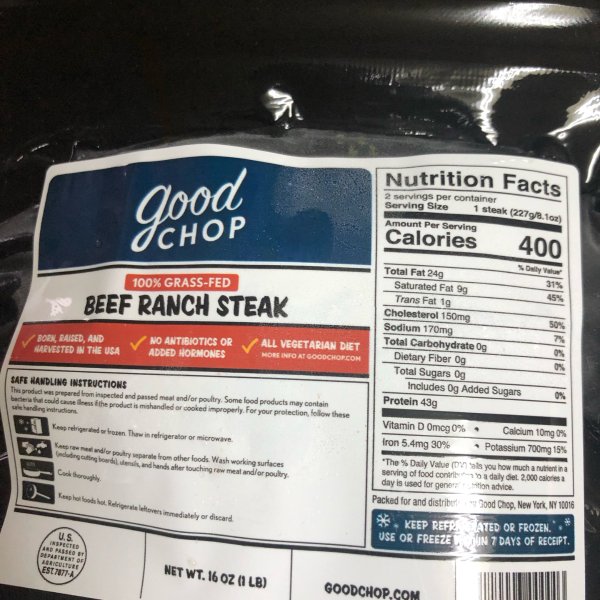 good
CHOP
100% GRASS-FED
BEEF RANCH STEAK
BORN, RAISED, AND
HARVESTED IN THE USA
NO ANTIBIOTICS OR
ADDED HORMONES
ALL VEGETARIAN DIET
MORE INFO AT GOODCHOP.COM
SAFE HANDLING INSTRUCTIONS
This product was prepared from inspected and passed meat and/or poultry. Some food products may contain
bacteria that could cause illness if the product is mishandled or cooked improperly. For your protection, follow these
safe handling instructions.
Keep refrigerated or frozen. Thaw in refrigerator or microwave.
Keep raw meat and/or poultry separate from other foods. Wash working surfaces
(including cutting boards), utensils, and hands after touching raw meat and/or poultry.
Cook thoroughly.
Keep hot foods hot. Refrigerate leftovers immediately or discard.
U.S.
INSPECTED
AND PASSED BY
DEPARTMENT OF
AGRICULTURE
EST.7877-A
NET WT. 16 OZ (1 LB)
GOODCHOP.COM
Nutrition Facts
2 servings per container
Serving Size 1 steak (227g/8.1oz)
Amount Per Serving
Calories 400
% Daily Value*
Total Fat 24g 31%
Saturated Fat 9g 45%
Trans Fat 1g
Cholesterol 150mg 50%
Sodium 170mg 7%
Total Carbohydrate 0g 0%
Dietary Fiber 0g 0%
Total Sugars 0g
Includes 0g Added Sugars 0%
Protein 43g
Vitamin D 0mcg 0% • Calcium 10mg 0%
Iron 5.4mg 30% • Potassium 700mg 15%
*The % Daily Value (DV) tells you how much a nutrient in a
serving of food contributes to a daily diet. 2,000 calories a
day is used for general nutrition advice.
Packed for and distributed by Good Chop, New York, NY 10016
KEEP REFRIGERATED OR FROZEN.
USE OR FREEZE WITHIN 7 DAYS OF RECEIPT.